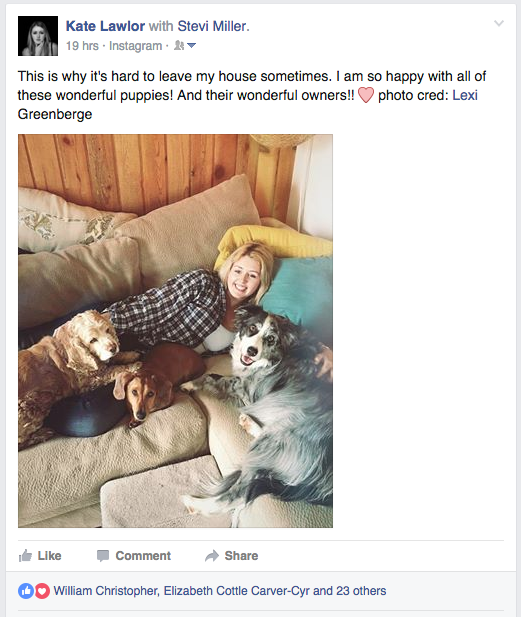 Kate Lawlor with Stevi Miller.
19 hrs · Instagram ·
This is why it's hard to leave my house sometimes. I am so happy with all of
these wonderful puppies! And their wonderful owners!! photo cred: Lexi
Greenberge
Like Comment Share
William Christopher, Elizabeth Cottle Carver-Cyr and 23 others